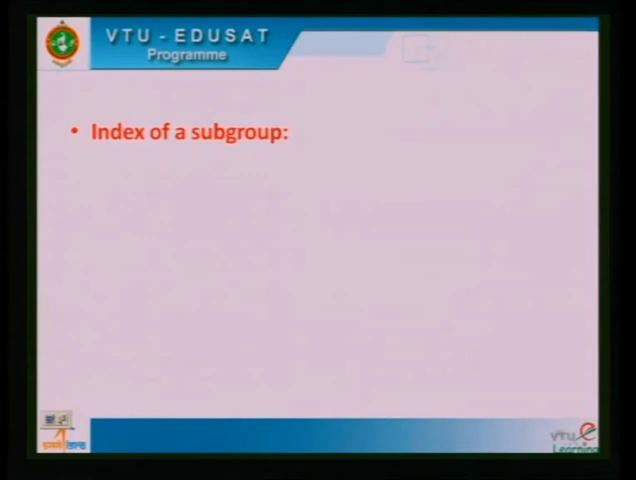 VTU - EDUSAT
Programme
• Index of a subgroup:
VTU e
Learning